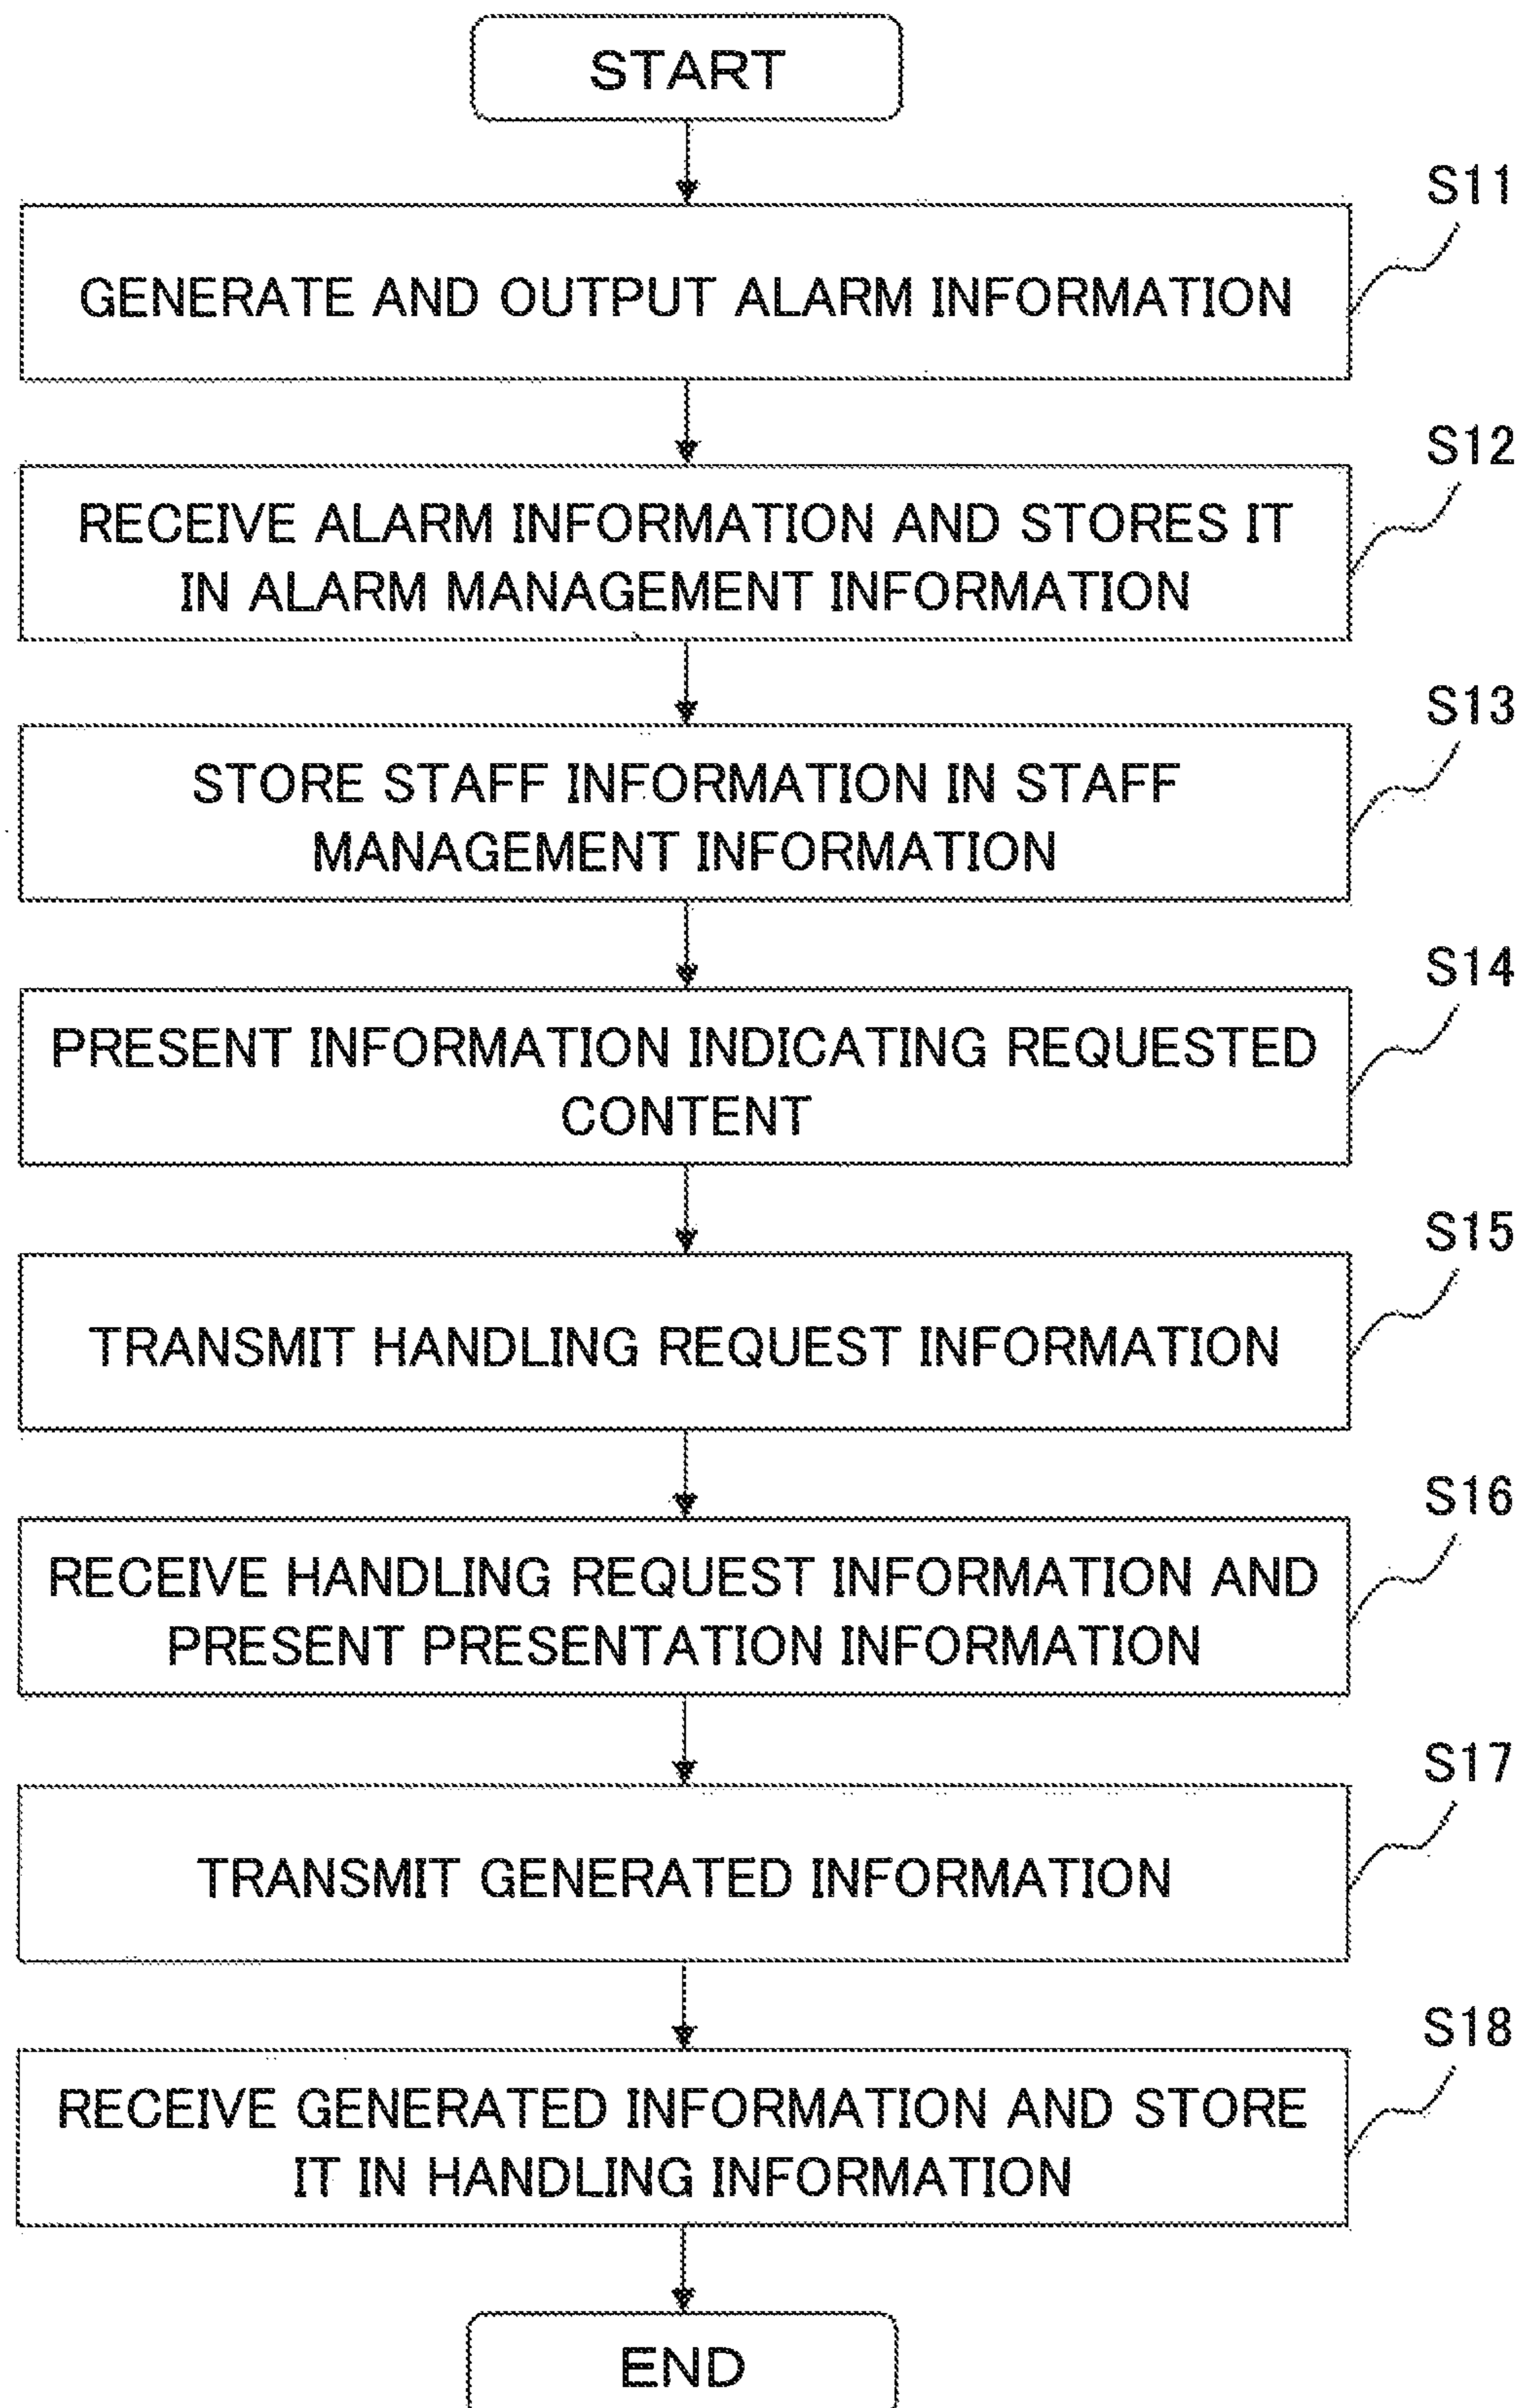 START
S11
GENERATE AND OUTPUT ALARM INFORMATION
S12
RECEIVE ALARM INFORMATION AND STORES IT
IN ALARM MANAGEMENT INFORMATION
S13
STORE STAFF INFORMATION IN STAFF
MANAGEMENT INFORMATION
S14
PRESENT INFORMATION INDICATING REQUESTED
CONTENT
S15
TRANSMIT HANDLING REQUEST INFORMATION
S16
RECEIVE HANDLING REQUEST INFORMATION AND
PRESENT PRESENTATION INFORMATION
S17
TRANSMIT GENERATED INFORMATION
S18
RECEIVE GENERATED INFORMATION AND STORE
IT IN HANDLING INFORMATION
END